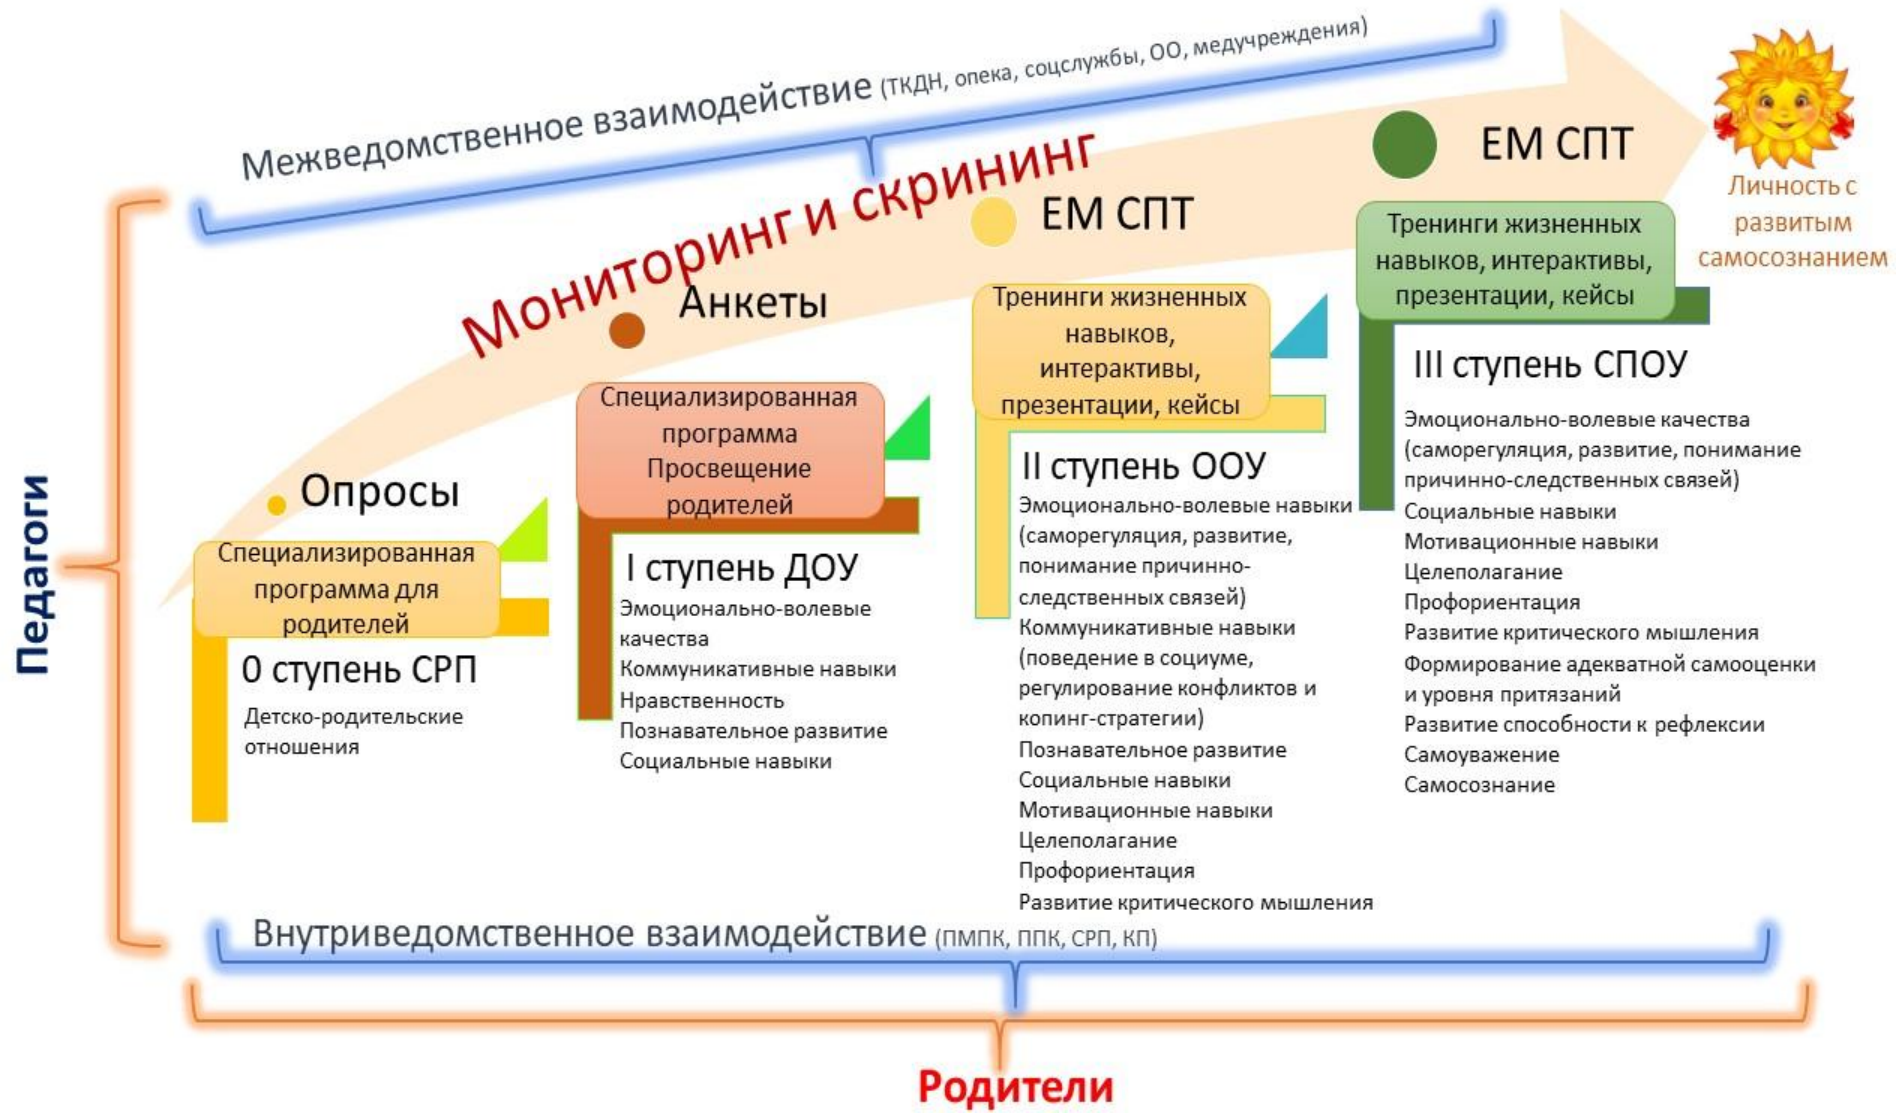 Межведомственное взаимодействие (ТКДН, опека, соцслужбы, ОО, медучреждения)
Мониторинг и скрининг
Педагоги
Опросы
Специализированная
программа для
родителей
0 ступень СРП
Детско-родительские
отношения
Анкеты
Специализированная
программа
Просвещение
родителей
I ступень ДОУ
Эмоционально-волевые
качества
Коммуникативные навыки
Нравственность
Познавательное развитие
Социальные навыки
ЕМ СПТ
Тренинги жизненных
навыков,
интерактивы,
презентации, кейсы
II ступень ООУ
Эмоционально-волевые навыки
(саморегуляция, развитие,
понимание причинно-
следственных связей)
Коммуникативные навыки
(поведение в социуме,
регулирование конфликтов и
копинг-стратегии)
Познавательное развитие
Социальные навыки
Мотивационные навыки
Целеполагание
Профориентация
Развитие критического мышления
ЕМ СПТ
Тренинги жизненных
навыков, интерактивы,
презентации, кейсы
III ступень СПОУ
Эмоционально-волевые качества
(саморегуляция, развитие, понимание
причинно-следственных связей)
Социальные навыки
Мотивационные навыки
Целеполагание
Профориентация
Развитие критического мышления
Формирование адекватной самооценки
и уровня притязаний
Развитие способности к рефлексии
Самоуважение
Самосознание
Личность с
развитым
самосознанием
Внутриведомственное взаимодействие (ПМПК, ППК, СРП, КП)
Родители